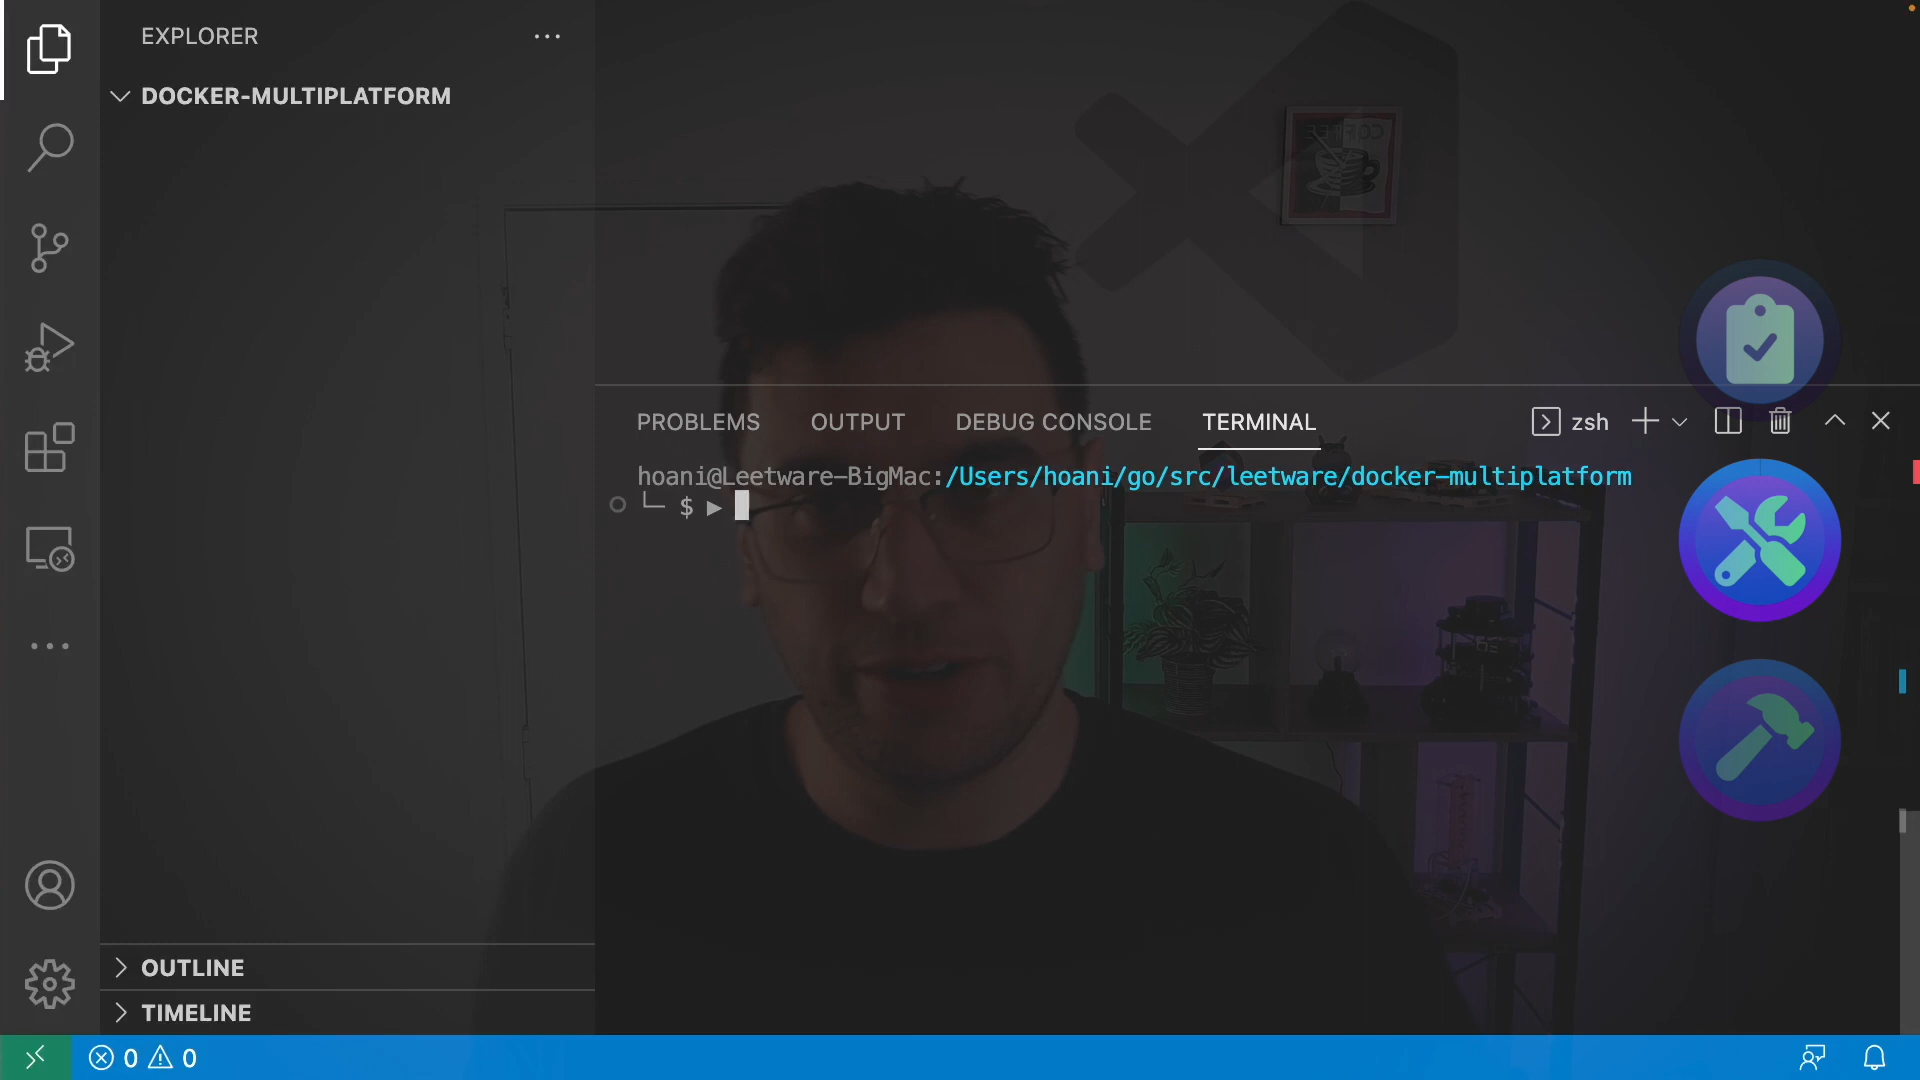 EXPLORER
DOCKER-MULTIPLATFORM
COFFEE
PROBLEMS OUTPUT DEBUG CONSOLE TERMINAL zsh
hoani@Leetware-BigMac:/Users/hoani/go/src/leetware/docker-multiplatform
└─ $ ▶
OUTLINE
TIMELINE
0 0